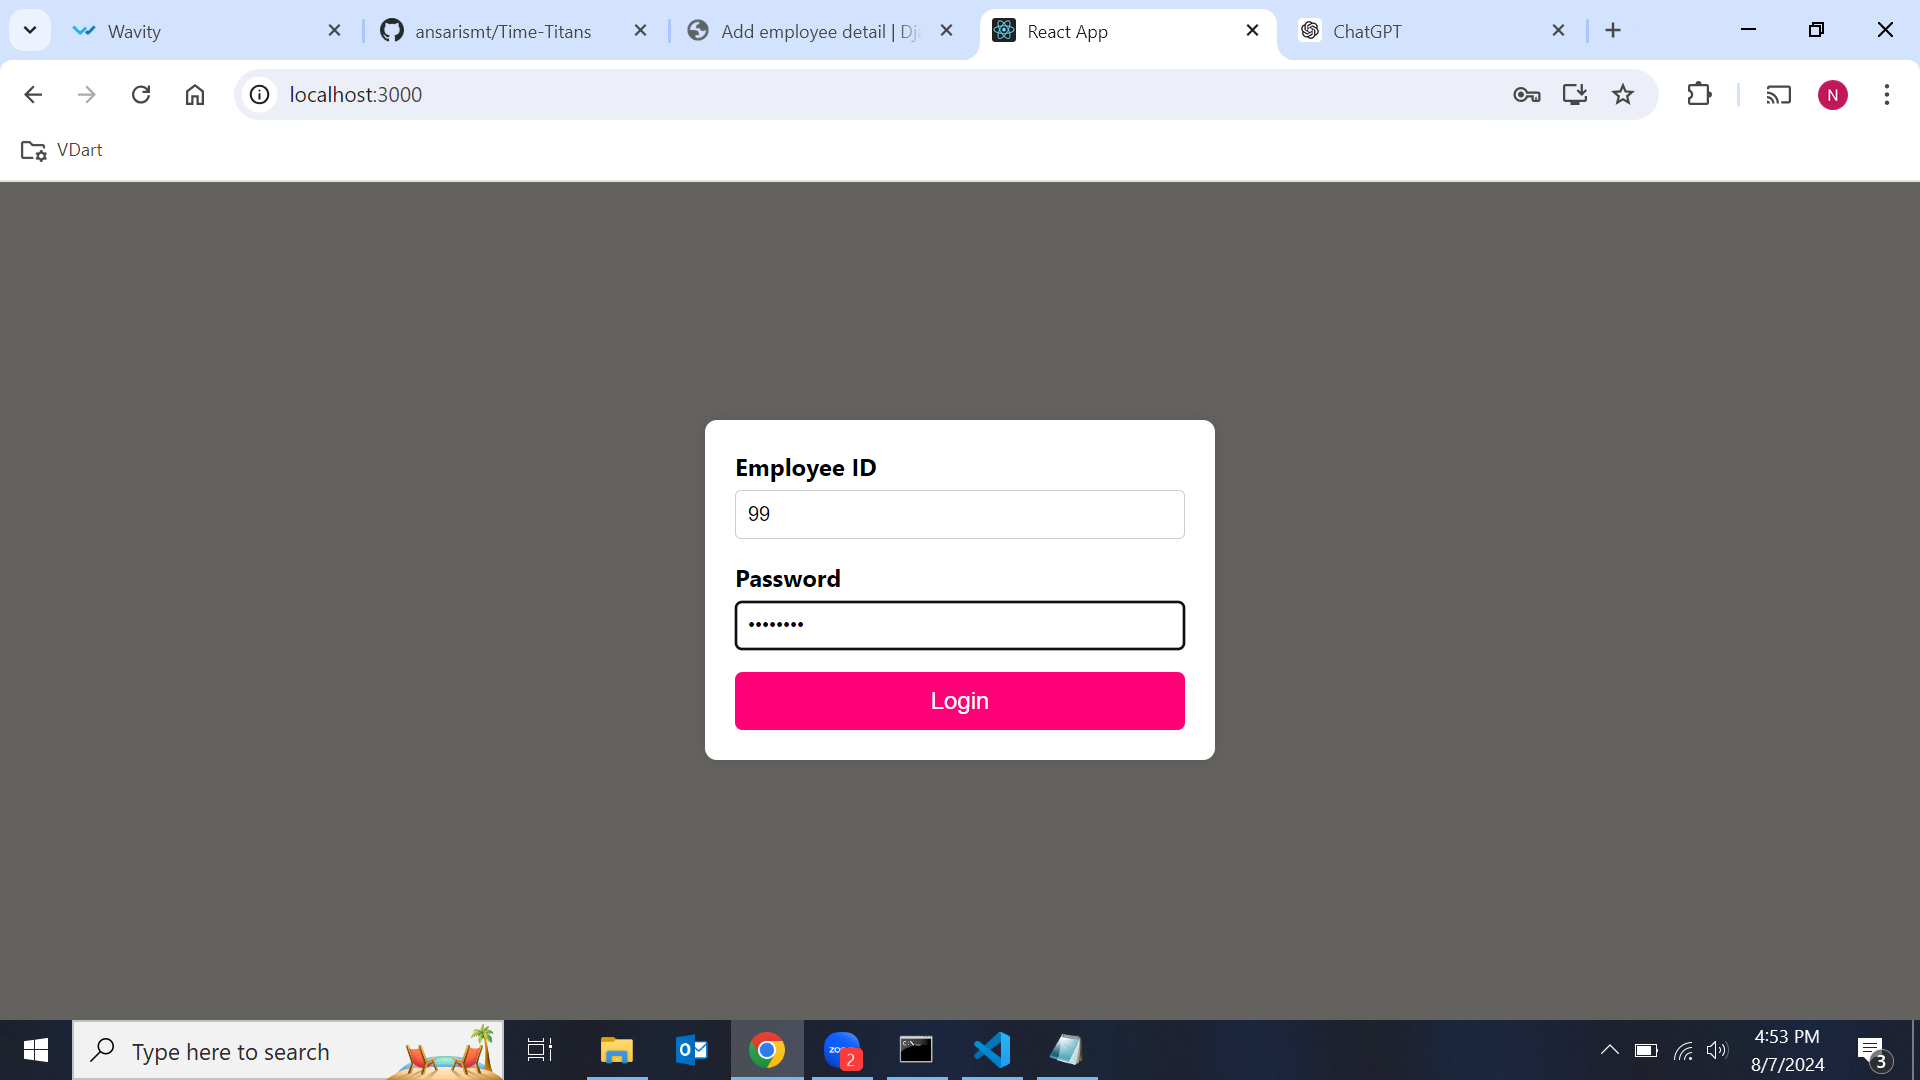 Wavity
ansarismt/Time-Titans
Add employee detail | Dj
React App
ChatGPT
localhost:3000
N
VDart
Employee ID
99
Password
••••••••
Login
Type here to search
2
4:53 PM
8/7/2024
3